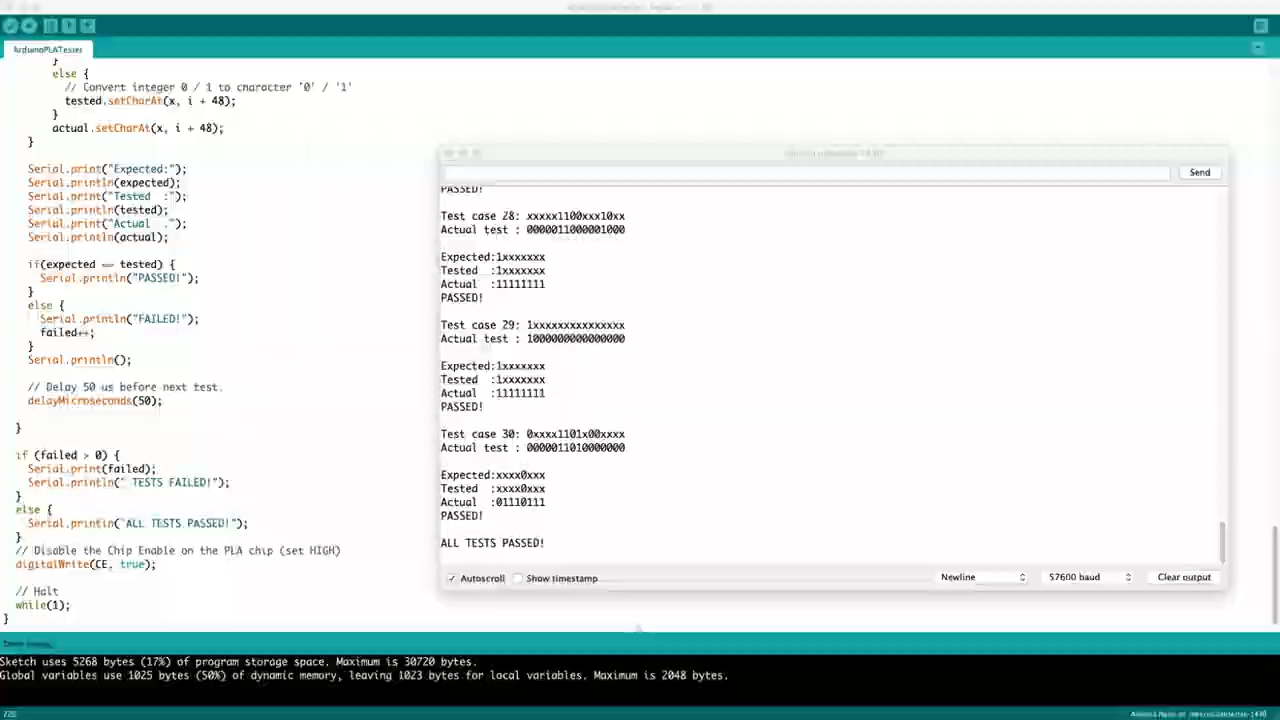 ArduinoPLATester
}
else {
// Convert integer 0 / 1 to character '0' / '1'
tested.setCharAt(x, i + 48);
}
actual.setCharAt(x, i + 48);
}
Serial.print("Expected:");
Serial.println(expected);
Serial.print("Tested  :");
Serial.println(tested);
Serial.print("Actual  :");
Serial.println(actual);
if(expected == tested) {
Serial.println("PASSED!");
}
else {
Serial.println("FAILED!");
failed++;
}
Serial.println();
// Delay 50 us before next test.
delayMicroseconds(50);
}
if (failed > 0) {
Serial.print(failed);
Serial.println(" TESTS FAILED!");
}
else {
Serial.println("ALL TESTS PASSED!");
}
// Disable the Chip Enable on the PLA chip (set HIGH)
digitalWrite(CE, true);
// Halt
while(1);
}
Send
PASSED!
Test case 28: xxxxx1100xxx10xx
Actual test : 0000011000001000
Expected:1xxxxxxx
Tested  :1xxxxxxx
Actual  :11111111
PASSED!
Test case 29: 1xxxxxxxxxxxxxxx
Actual test : 1000000000000000
Expected:1xxxxxxx
Tested  :1xxxxxxx
Actual  :11111111
PASSED!
Test case 30: 0xxxx1101x00xxxx
Actual test : 0000011010000000
Expected:xxxx0xxx
Tested  :xxxx0xxx
Actual  :01110111
PASSED!
ALL TESTS PASSED!
Autoscroll Show timestamp Newline 57600 baud Clear output
Sketch uses 5268 bytes (17%) of program storage space. Maximum is 30720 bytes.
Global variables use 1025 bytes (50%) of dynamic memory, leaving 1023 bytes for local variables. Maximum is 2048 bytes.